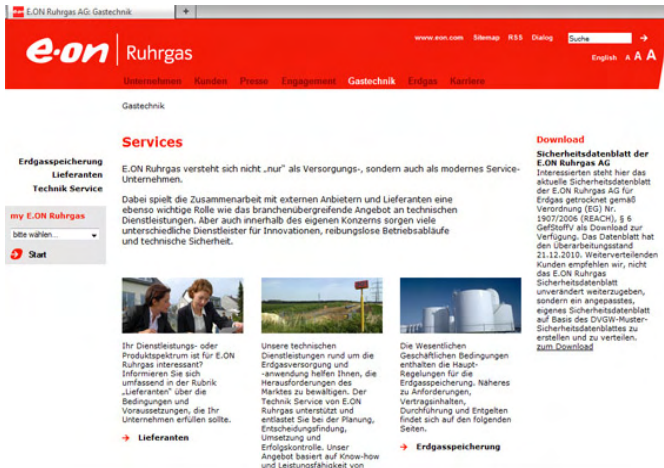 E.ON Ruhrgas AG: Gastechnik
+
e·on Ruhrgas
www.eon.com Sitemap RSS Dialog Suche
English A A A
Unternehmen Kunden Presse Engagement Gastechnik Erdgas Karriere
Gastechnik
Erdgasspeicherung
Lieferanten
Technik Service
my E.ON Ruhrgas
bitte wählen...
Start
Services
E.ON Ruhrgas versteht sich nicht „nur" als Versorgungs-, sondern auch als modernes Service-
Unternehmen.
Dabei spielt die Zusammenarbeit mit externen Anbietern und Lieferanten eine
ebenso wichtige Rolle wie das branchenübergreifende Angebot an technischen
Dienstleistungen. Aber auch innerhalb des eigenen Konzerns sorgen viele
unterschiedliche Dienstleister für Innovationen, reibungslose Betriebsabläufe
und technische Sicherheit.
Ihr Dienstleistungs- oder
Produktspektrum ist für E.ON
Ruhrgas interessant?
Informieren Sie sich
umfassend in der Rubrik
„Lieferanten" über die
Bedingungen und
Voraussetzungen, die Ihr
Unternehmen erfüllen sollte.
Lieferanten
Unsere technischen
Dienstleistungen rund um die
Erdgasversorgung und
-anwendung helfen Ihnen, die
Herausforderungen des
Marktes zu bewältigen. Der
Technik Service von E.ON
Ruhrgas unterstützt und
entlastet Sie bei der Planung,
Entscheidungsfindung,
Umsetzung und
Erfolgskontrolle. Unser
Angebot basiert auf Know-how
und Leistungsfähigkeit von
Die Wesentlichen
Geschäftlichen Bedingungen
enthalten die Haupt-
Regelungen für die
Erdgasspeicherung. Näheres
zu Anforderungen,
Vertragsinhalten,
Durchführung und Entgelten
findet sich auf den folgenden
Seiten.
Erdgasspeicherung
Download
Sicherheitsdatenblatt der
E.ON Ruhrgas AG
Interessierten steht hier das
aktuelle Sicherheitsdatenblatt
der E.ON Ruhrgas AG für
Erdgas getrocknet gemäß
Verordnung (EG) Nr.
1907/2006 (REACH), § 6
GefStoffV als Download zur
Verfügung. Das Datenblatt hat
den Überarbeitungsstand
21.12.2010. Weiterverteilenden
Kunden empfehlen wir, nicht
das E.ON Ruhrgas
Sicherheitsdatenblatt
unverändert weiterzugeben,
sondern ein angepasstes,
eigenes Sicherheitsdatenblatt
auf Basis des DVGW-Muster-
Sicherheitsdatenblattes zu
erstellen und zu verteilen.
zum Download